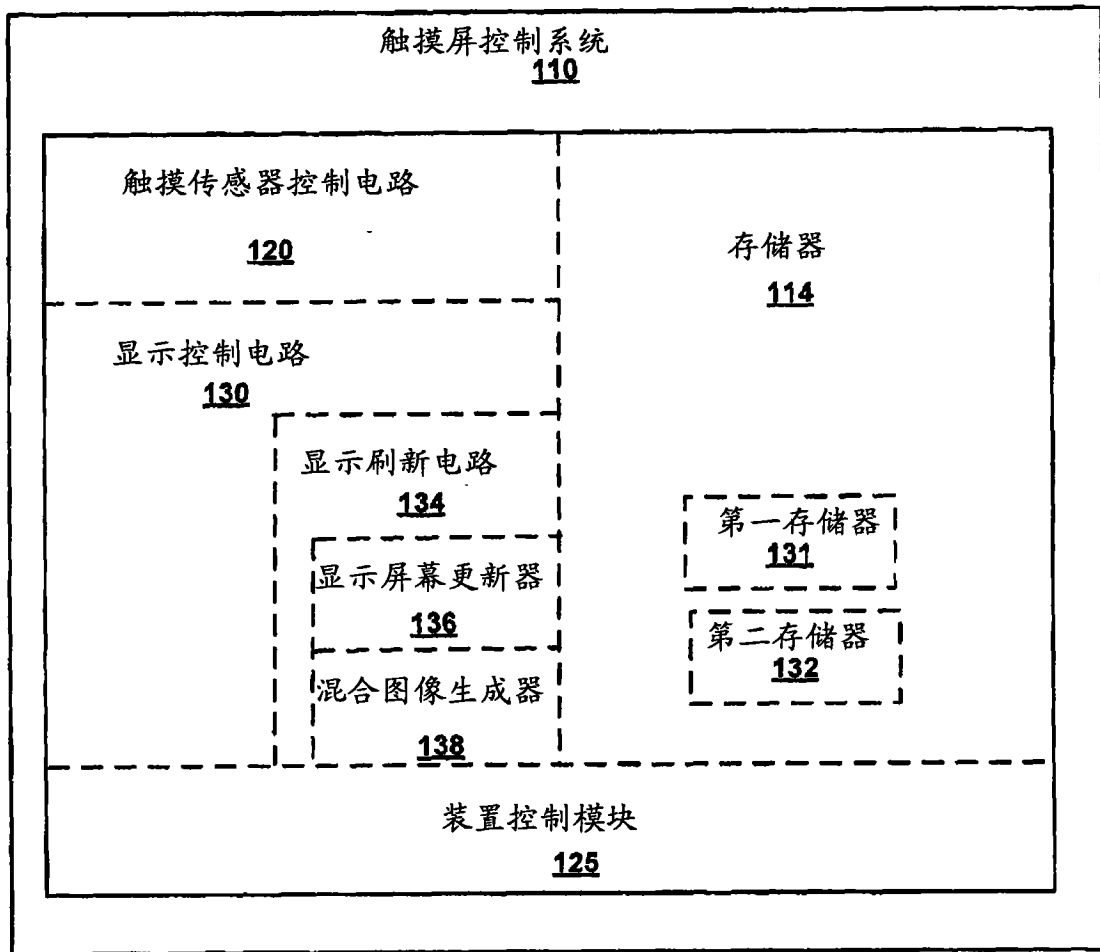 触摸屏控制系统
110
触摸传感器控制电路
120
存储器
114
显示控制电路
130
显示刷新电路
134
第一存储器
131
显示屏幕更新器
136
第二存储器
132
混合图像生成器
138
装置控制模块
125